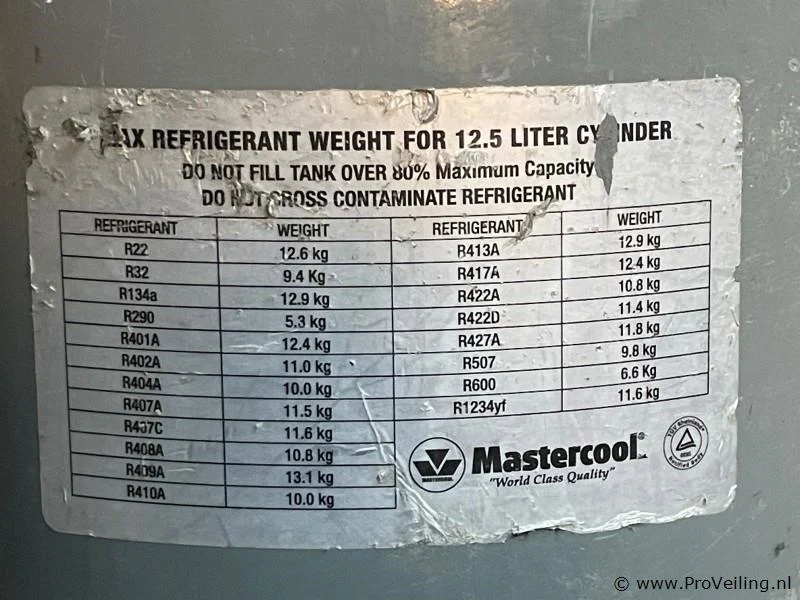 MAX REFRIGERANT WEIGHT FOR 12.5 LITER CYLINDER
DO NOT FILL TANK OVER 80% Maximum Capacity
DO NOT CROSS CONTAMINATE REFRIGERANT
REFRIGERANT WEIGHT REFRIGERANT WEIGHT
R22 12.6 kg R413A 12.9 kg
R32 9.4 Kg R417A 12.4 kg
R134a 12.9 kg R422A 10.8 kg
R290 5.3 kg R422D 11.4 kg
R401A 12.4 kg R427A 11.8 kg
R402A 11.0 kg R507 9.8 kg
R404A 10.0 kg R600 6.6 Kg
R407A 11.5 kg R1234yf 11.6 kg
R407C 11.6 kg
R408A 10.8 kg
R409A 13.1 kg
R410A 10.0 kg
MASTERCOOL
Mastercool
"World Class Quality"
© www.ProVeiling.nl